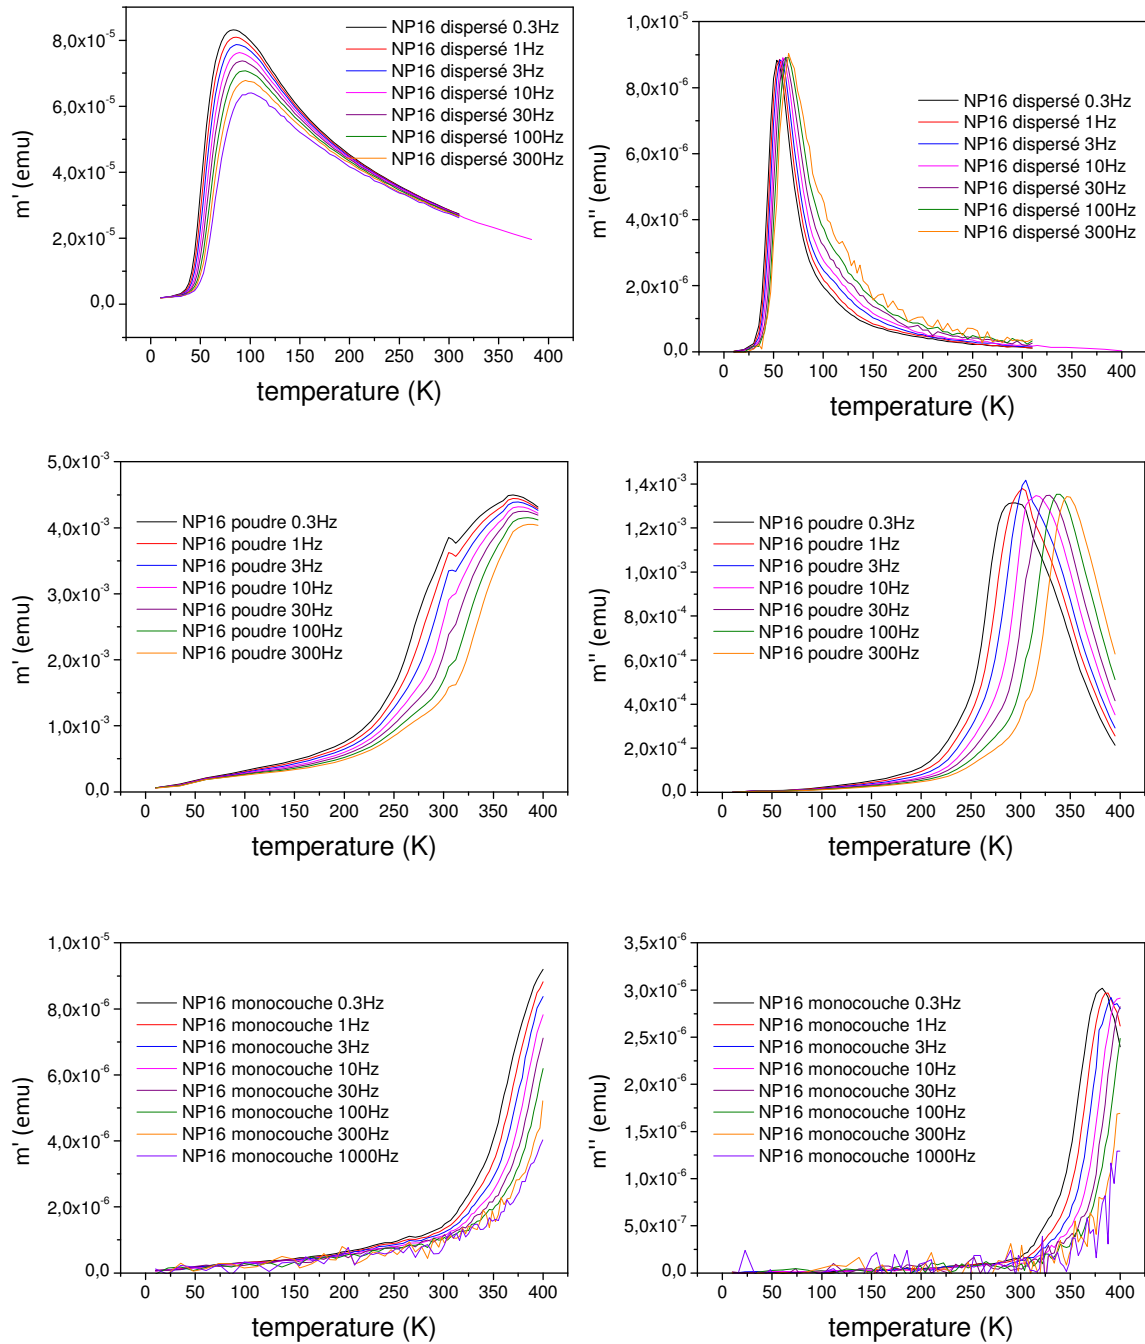 NP16 dispersé 0.3Hz
NP16 dispersé 1Hz
NP16 dispersé 3Hz
NP16 dispersé 10Hz
NP16 dispersé 30Hz
NP16 dispersé 100Hz
NP16 dispersé 300Hz
8,0x10⁻⁵
6,0x10⁻⁵
4,0x10⁻⁵
2,0x10⁻⁵
0,0
m' (emu)
0 50 100 150 200 250 300 350 400
temperature (K)
1,0x10⁻⁵
8,0x10⁻⁶
6,0x10⁻⁶
4,0x10⁻⁶
2,0x10⁻⁶
0,0
m'' (emu)
NP16 dispersé 0.3Hz
NP16 dispersé 1Hz
NP16 dispersé 3Hz
NP16 dispersé 10Hz
NP16 dispersé 30Hz
NP16 dispersé 100Hz
NP16 dispersé 300Hz
0 50 100 150 200 250 300 350 400
temperature (K)
5,0x10⁻³
4,0x10⁻³
3,0x10⁻³
2,0x10⁻³
1,0x10⁻³
0,0
m' (emu)
NP16 poudre 0.3Hz
NP16 poudre 1Hz
NP16 poudre 3Hz
NP16 poudre 10Hz
NP16 poudre 30Hz
NP16 poudre 100Hz
NP16 poudre 300Hz
0 50 100 150 200 250 300 350 400
temperature (K)
1,4x10⁻³
1,2x10⁻³
1,0x10⁻³
8,0x10⁻⁴
6,0x10⁻⁴
4,0x10⁻⁴
2,0x10⁻⁴
0,0
m'' (emu)
NP16 poudre 0.3Hz
NP16 poudre 1Hz
NP16 poudre 3Hz
NP16 poudre 10Hz
NP16 poudre 30Hz
NP16 poudre 100Hz
NP16 poudre 300Hz
0 50 100 150 200 250 300 350 400
temperature (K)
1,0x10⁻⁵
8,0x10⁻⁶
6,0x10⁻⁶
4,0x10⁻⁶
2,0x10⁻⁶
0,0
m' (emu)
NP16 monocouche 0.3Hz
NP16 monocouche 1Hz
NP16 monocouche 3Hz
NP16 monocouche 10Hz
NP16 monocouche 30Hz
NP16 monocouche 100Hz
NP16 monocouche 300Hz
NP16 monocouche 1000Hz
0 50 100 150 200 250 300 350 400
temperature (K)
3,5x10⁻⁶
3,0x10⁻⁶
2,5x10⁻⁶
2,0x10⁻⁶
1,5x10⁻⁶
1,0x10⁻⁶
5,0x10⁻⁷
0,0
m'' (emu)
NP16 monocouche 0.3Hz
NP16 monocouche 1Hz
NP16 monocouche 3Hz
NP16 monocouche 10Hz
NP16 monocouche 30Hz
NP16 monocouche 100Hz
NP16 monocouche 300Hz
NP16 monocouche 1000Hz
0 50 100 150 200 250 300 350 400
temperature (K)